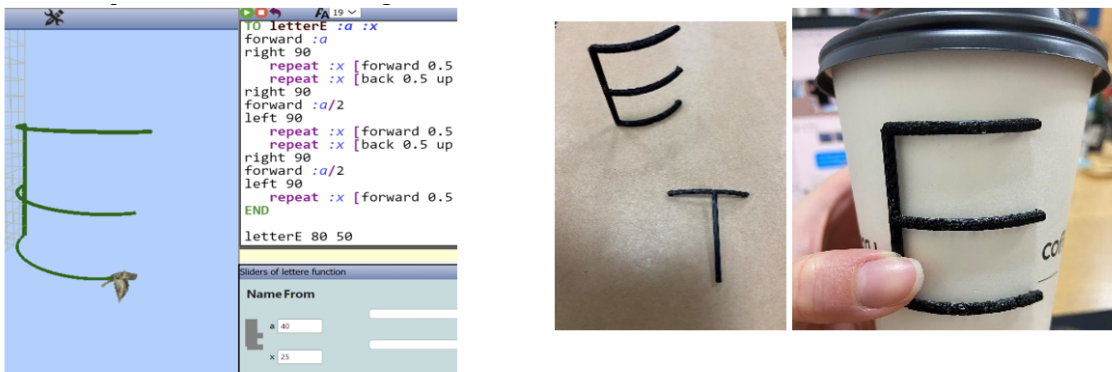 19
TO letterE :a :x
forward :a
right 90
repeat :x [forward 0.5
repeat :x [back 0.5 up
right 90
forward :a/2
left 90
repeat :x [forward 0.5
repeat :x [back 0.5 up
right 90
forward :a/2
left 90
repeat :x [forward 0.5
END
letterE 80 50
Sliders of lettere function
Name From
a 40
x 25
E
E
T
E